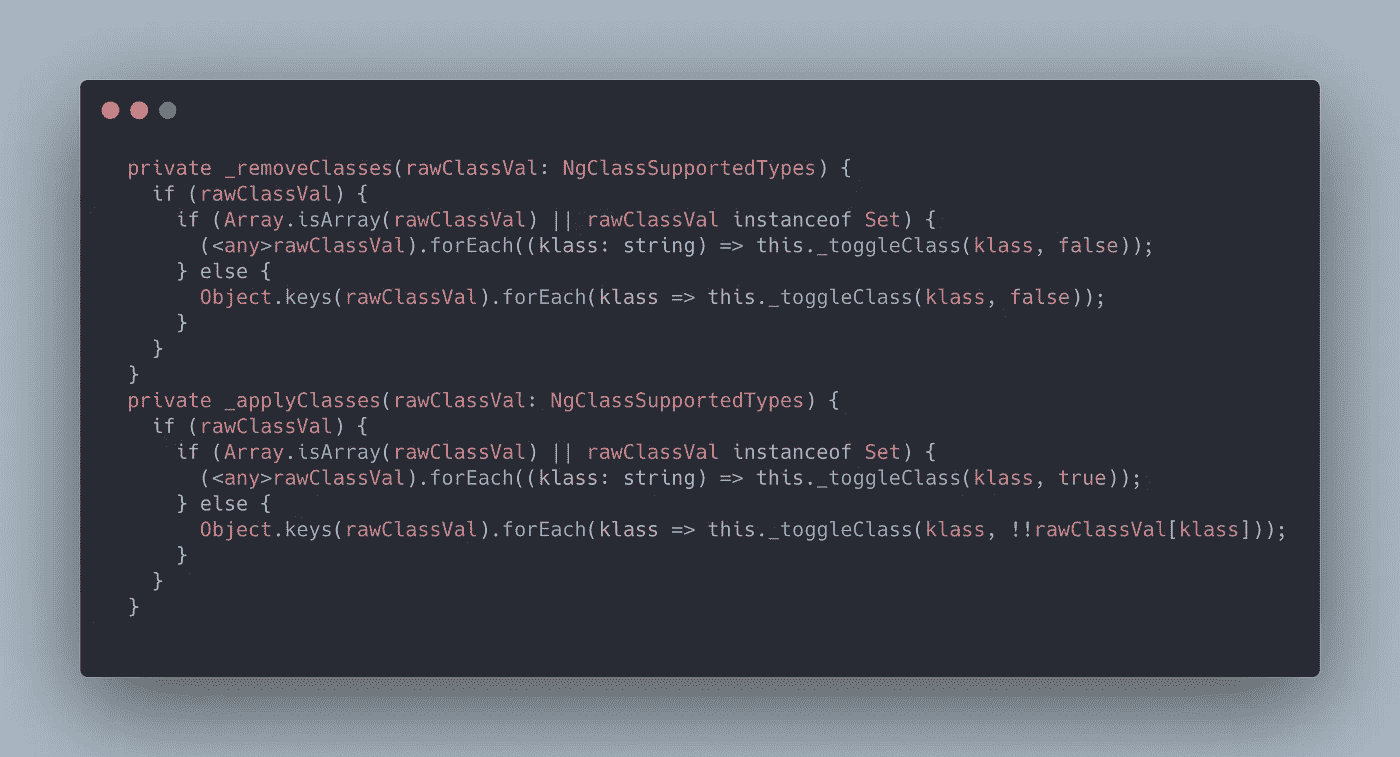 private _removeClasses(rawClassVal: NgClassSupportedTypes) {
  if (rawClassVal) {
    if (Array.isArray(rawClassVal) || rawClassVal instanceof Set) {
      (<any>rawClassVal).forEach((klass: string) => this._toggleClass(klass, false));
    } else {
      Object.keys(rawClassVal).forEach(klass => this._toggleClass(klass, false));
    }
  }
}
private _applyClasses(rawClassVal: NgClassSupportedTypes) {
  if (rawClassVal) {
    if (Array.isArray(rawClassVal) || rawClassVal instanceof Set) {
      (<any>rawClassVal).forEach((klass: string) => this._toggleClass(klass, true));
    } else {
      Object.keys(rawClassVal).forEach(klass => this._toggleClass(klass, !!rawClassVal[klass]));
    }
  }
}